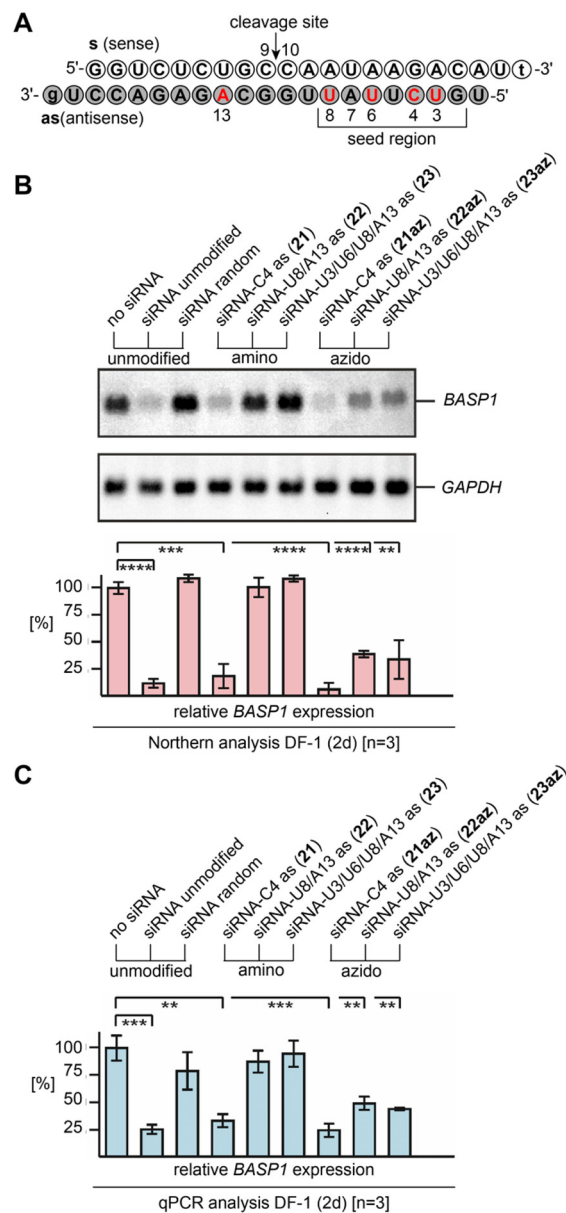 A
cleavage site
s (sense)
9 10
5'- G G U C U C U G C C A A U A A G A C A U t -3'
3'- g U C C A G A G A C G G U U A U U C U G U -5'
as(antisense)
13
8 7 6 4 3
seed region
B
no siRNA
siRNA unmodified
siRNA random
siRNA-C4 as (21)
siRNA-U8/A13 as (22)
siRNA-U3/U6/U8/A13 as (23)
siRNA-C4 as (21az)
siRNA-U8/A13 as (22az)
siRNA-U3/U6/U8/A13 as (23az)
unmodified
amino
azido
BASP1
GAPDH
*** **** **** **
****
100
75
[%]
50
25
relative BASP1 expression
Northern analysis DF-1 (2d) [n=3]
C
no siRNA
siRNA unmodified
siRNA random
siRNA-C4 as (21)
siRNA-U8/A13 as (22)
siRNA-U3/U6/U8/A13 as (23)
siRNA-C4 as (21az)
siRNA-U8/A13 as (22az)
siRNA-U3/U6/U8/A13 as (23az)
unmodified
amino
azido
** *** ** **
***
100
[%]
75
50
25
relative BASP1 expression
qPCR analysis DF-1 (2d) [n=3]